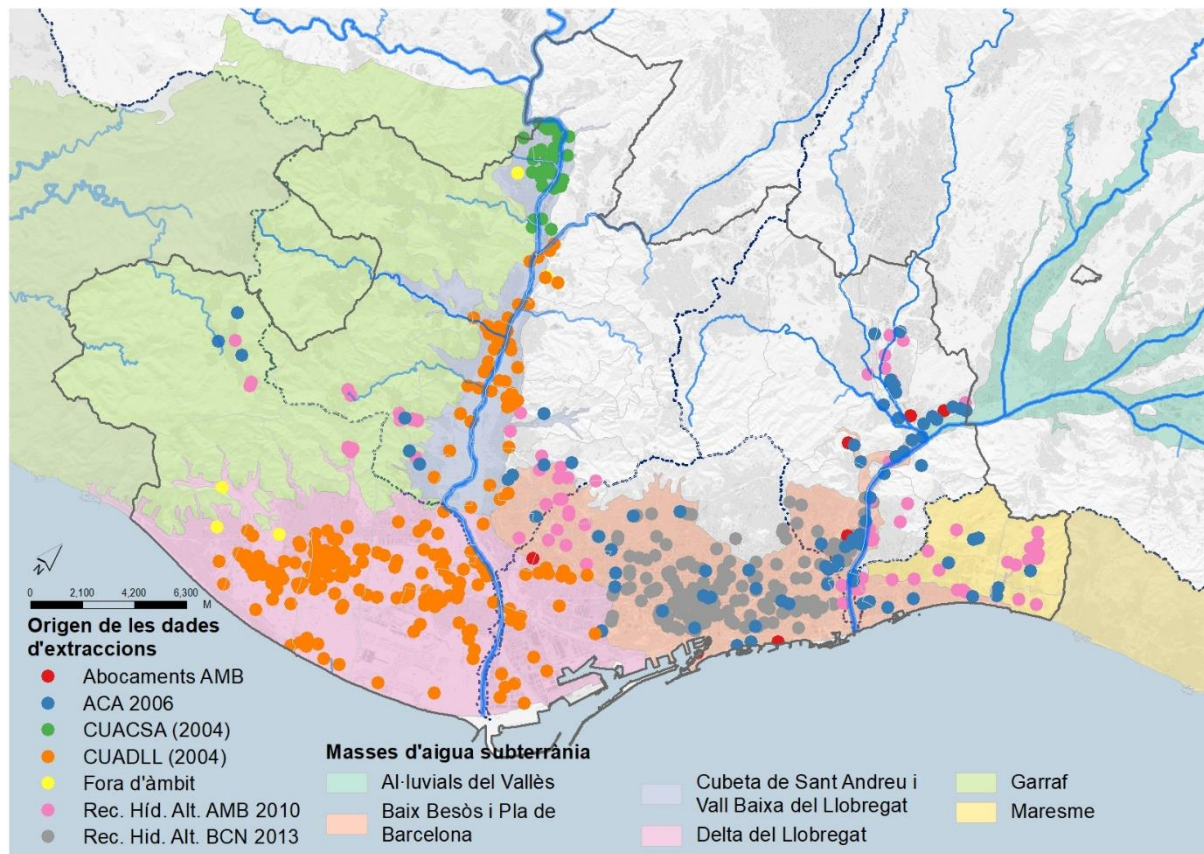 N
0 2,100 4,200 6,300
M
Origen de les dades
d'extraccions
Abocaments AMB
ACA 2006
CUACSA (2004)
CUADLL (2004)
Fora d'àmbit
Rec. Híd. Alt. AMB 2010
Rec. Híd. Alt. BCN 2013
Masses d'aigua subterrània
Al·luvials del Vallès
Baix Besòs i Pla de
Barcelona
Cubeta de Sant Andreu i
Vall Baixa del Llobregat
Delta del Llobregat
Garraf
Maresme